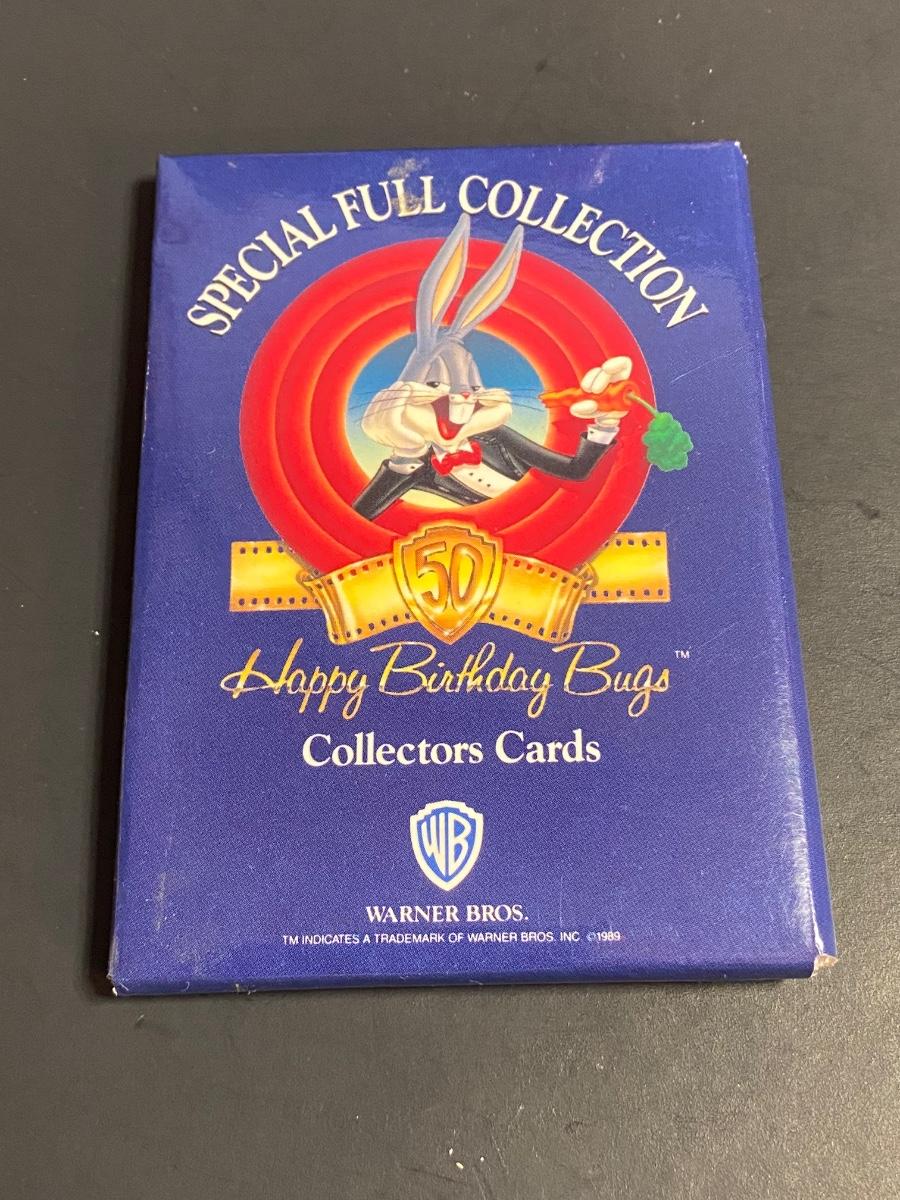 SPECIAL FULL COLLECTION
50
Happy Birthday Bugs™
Collectors Cards
WB
WARNER BROS.
TM INDICATES A TRADEMARK OF WARNER BROS. INC ©1989